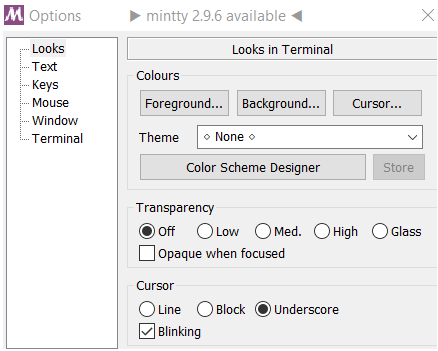 Options ▶ mintty 2.9.6 available ◀
Looks
Text
Keys
Mouse
Window
Terminal
Looks in Terminal
Colours
Foreground... Background... Cursor...
Theme ◇ None ◇
Color Scheme Designer Store
Transparency
Off Low Med. High Glass
Opaque when focused
Cursor
Line Block Underscore
Blinking